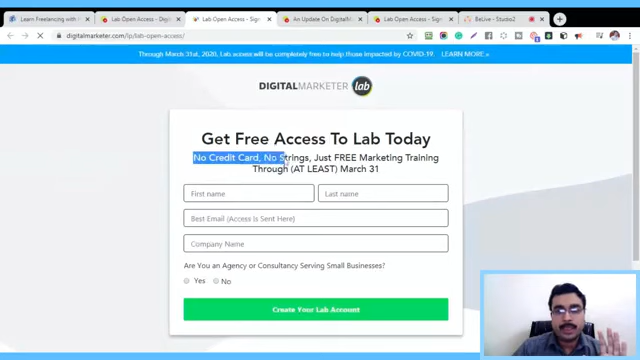 Learn Freelancing with
Lab Open Access - Digi
Lab Open Access - Sign
An Update On DigitalM
Lab Open Access - Sign
BeLive - Studio2
digitalmarketer.com/lp/lab-open-access/
Through March 31st, 2020, Lab access will be completely free to help those impacted by COVID-19. LEARN MORE »
DIGITALMARKETER lab
Get Free Access To Lab Today
No Credit Card, No Strings, Just FREE Marketing Training
Through (AT LEAST) March 31
First name
Last name
Best Email (Access Is Sent Here)
Company Name
Are You an Agency or Consultancy Serving Small Businesses?
Yes
No
Create Your Lab Account